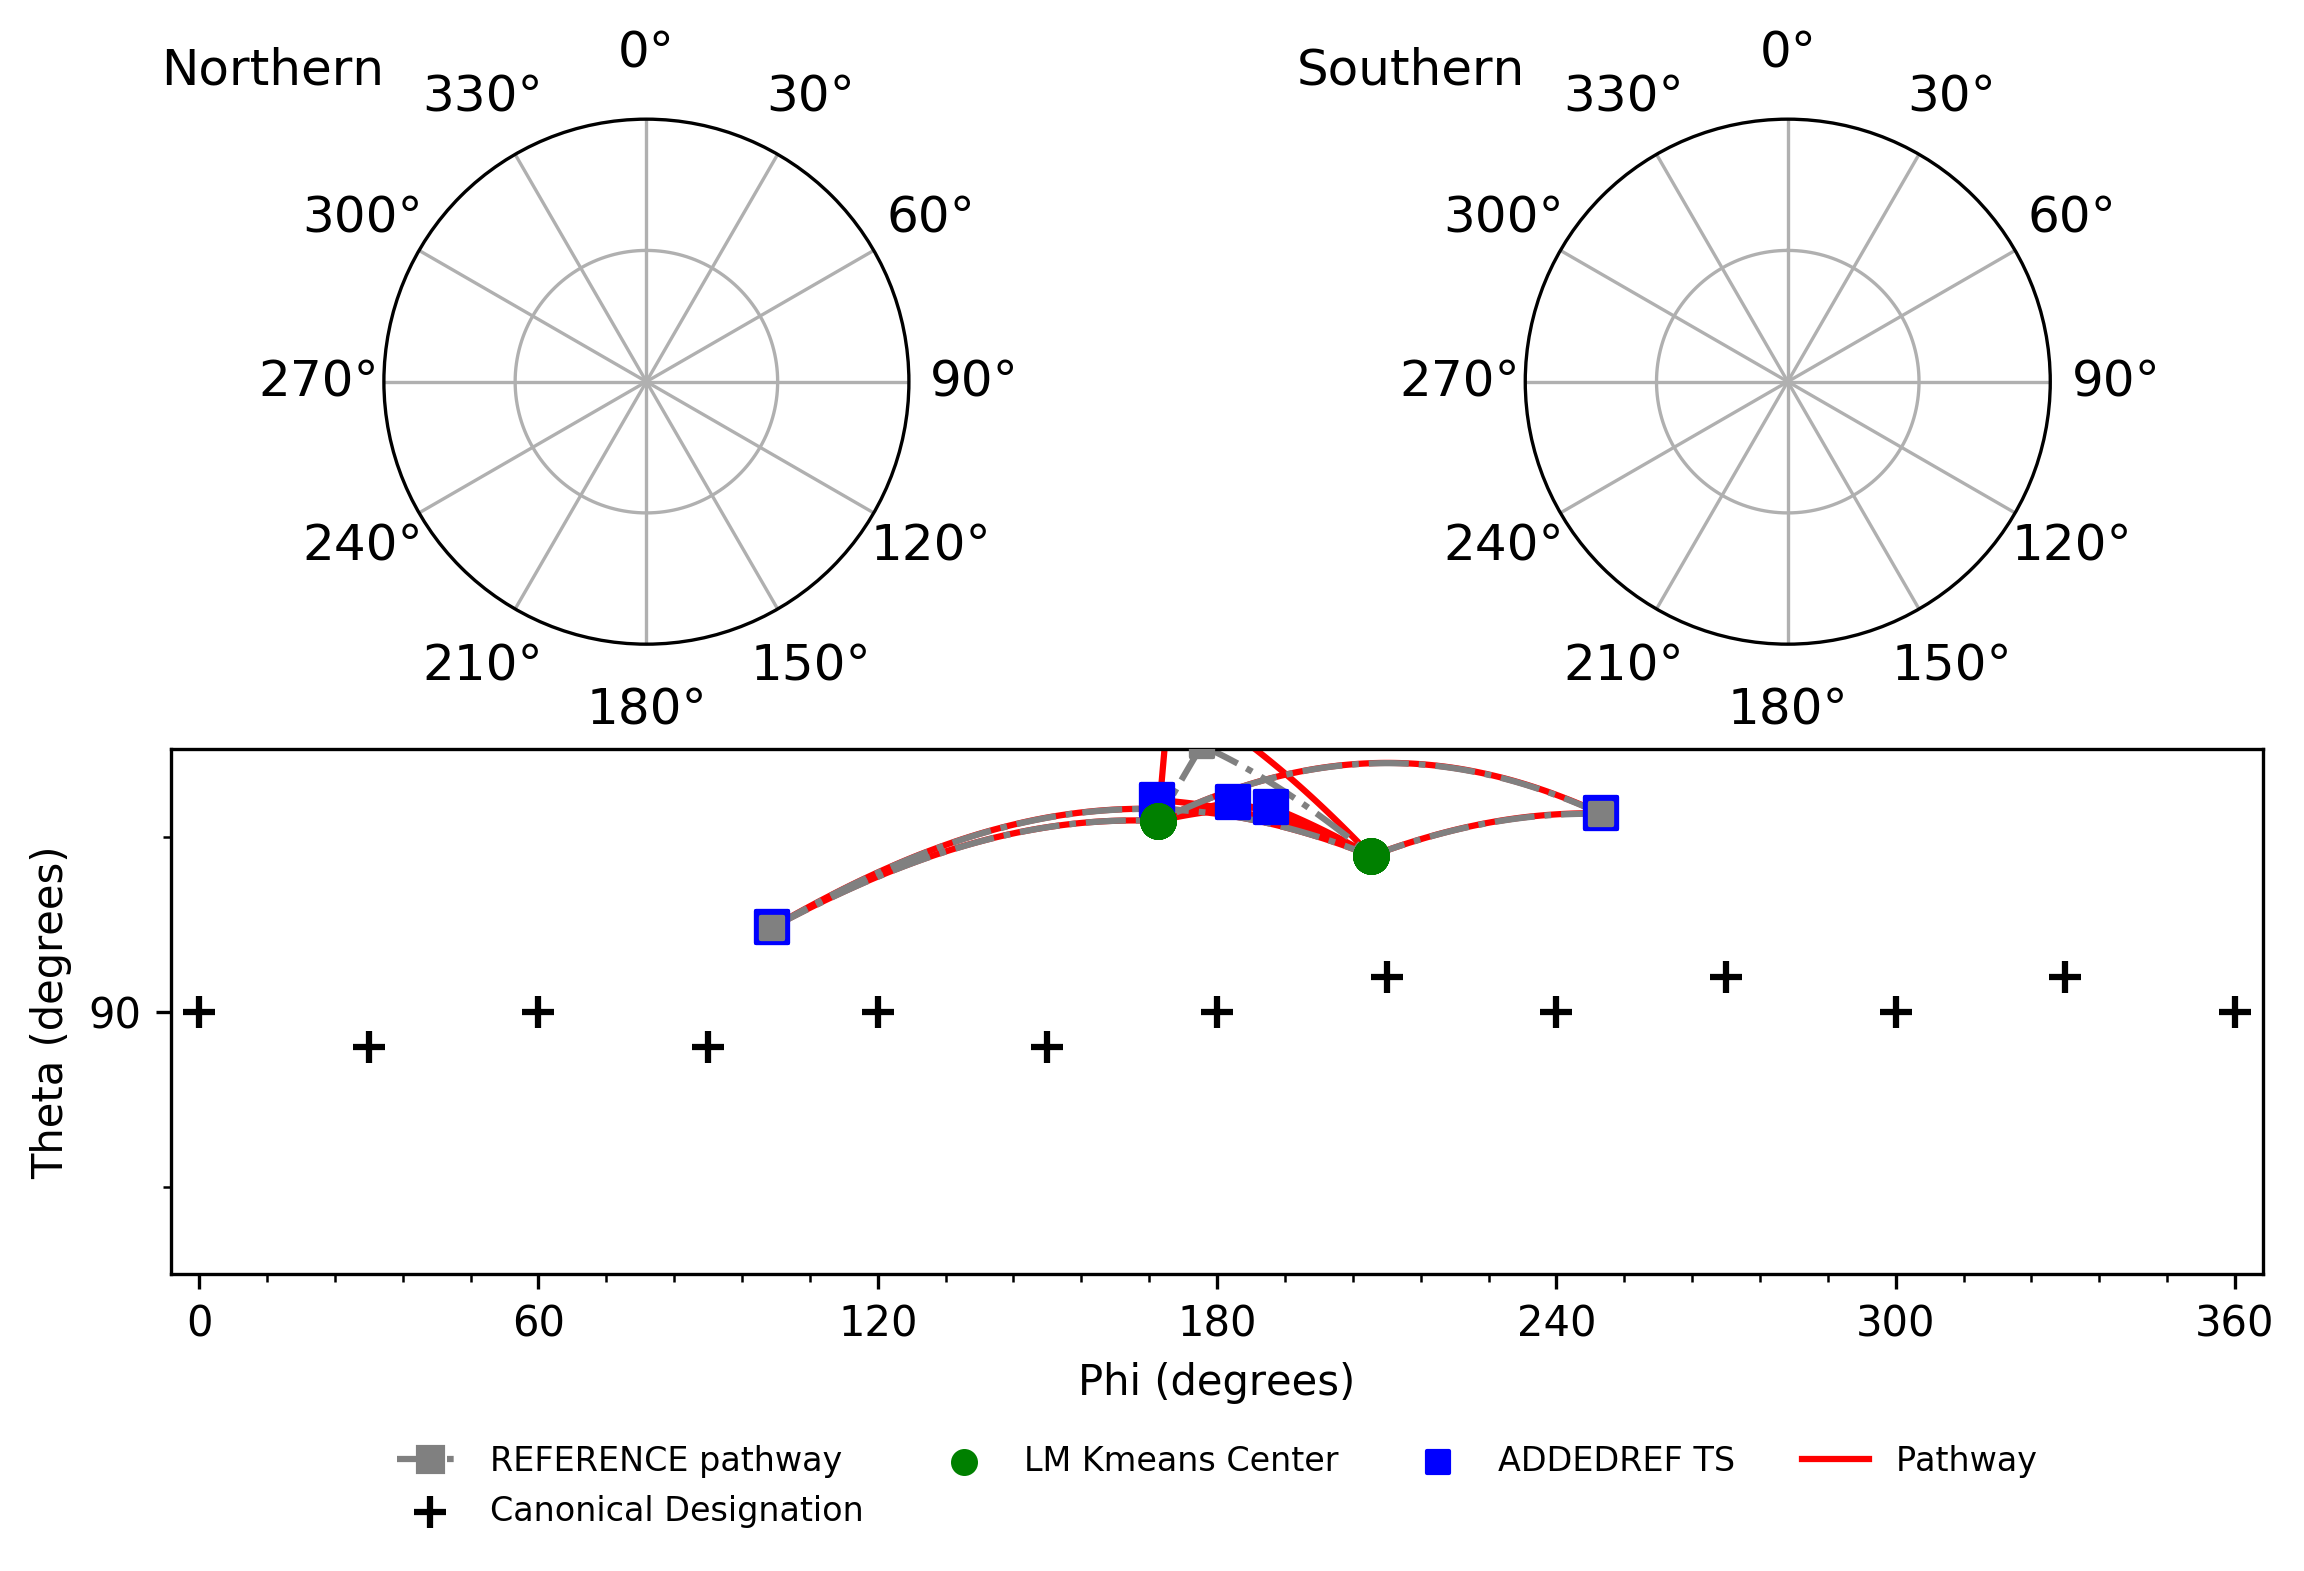 Northern
0°
30°
60°
90°
120°
150°
180°
210°
240°
270°
300°
330°
Southern
0°
30°
60°
90°
120°
150°
180°
210°
240°
270°
300°
330°
Theta (degrees)
90
0 60 120 180 240 300 360
Phi (degrees)
REFERENCE pathway
Canonical Designation
LM Kmeans Center
ADDEDREF TS
Pathway